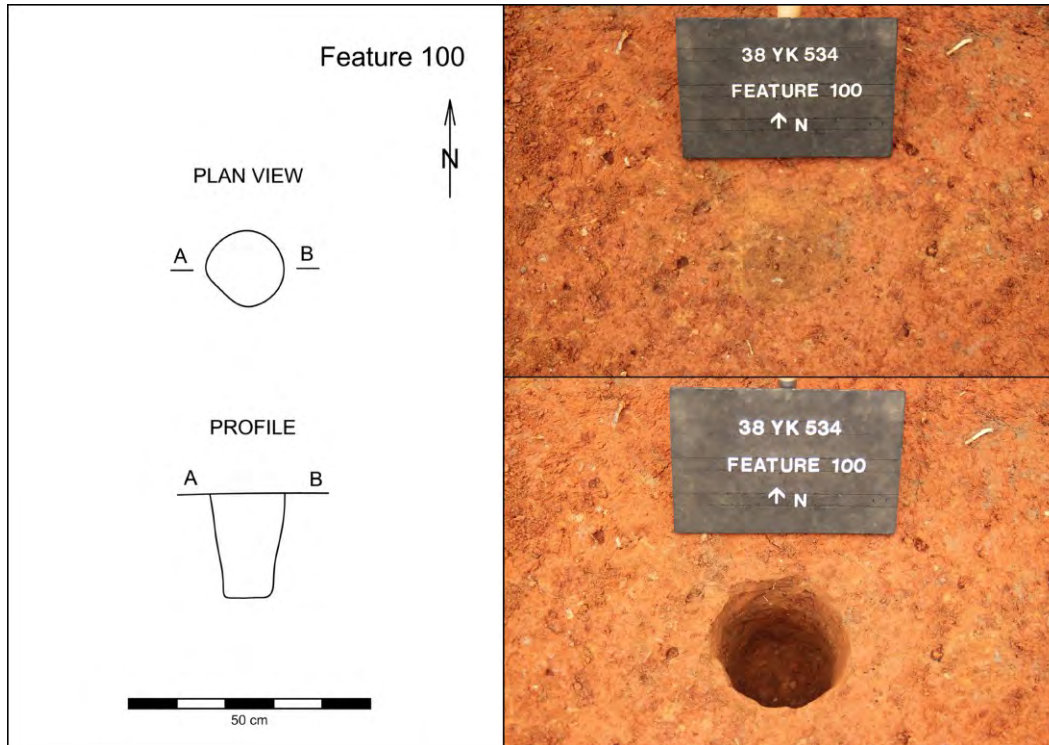 Feature 100
N
PLAN VIEW
A B
PROFILE
A B
50 cm
38 YK 534
FEATURE 100
↑ N
38 YK 534
FEATURE 100
↑ N